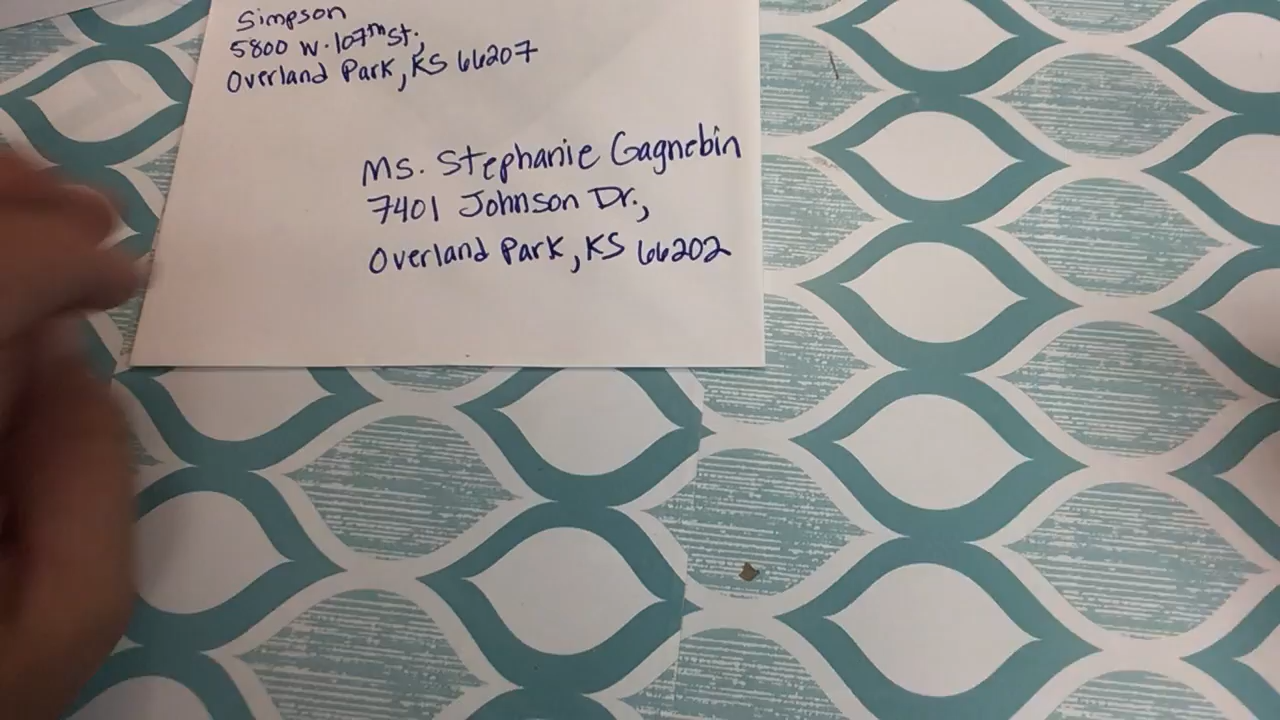 Simpson
5800 W. 107th St.,
Overland Park, KS 66207
Ms. Stephanie Gagnebin
7401 Johnson Dr.,
Overland Park, KS 66202